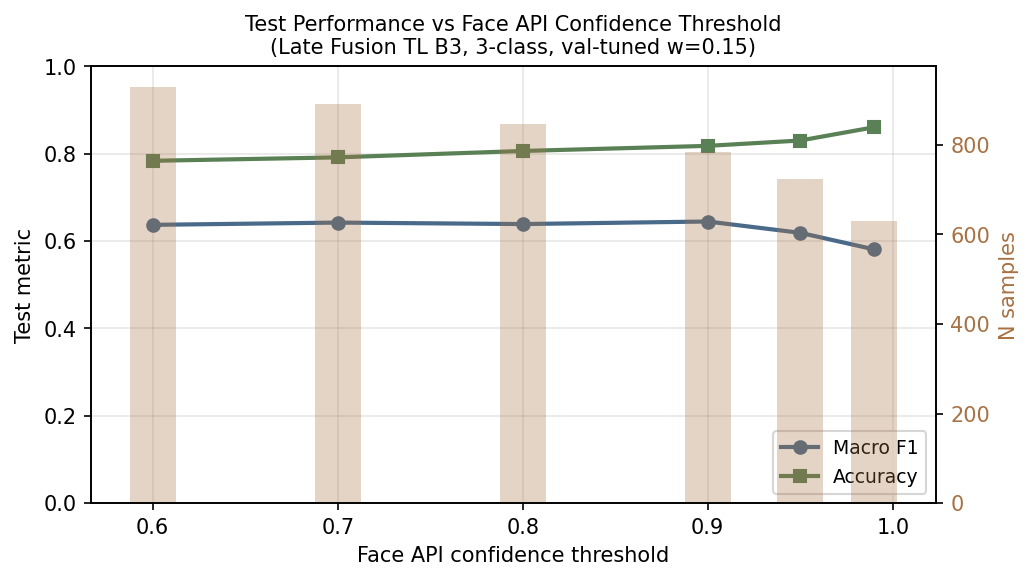 Test Performance vs Face API Confidence Threshold
(Late Fusion TL B3, 3-class, val-tuned w=0.15)
Test metric
1.0
0.8
0.6
0.4
0.2
0.0
800
600
400
200
0
N samples
Macro F1
Accuracy
0.6 0.7 0.8 0.9 1.0
Face API confidence threshold